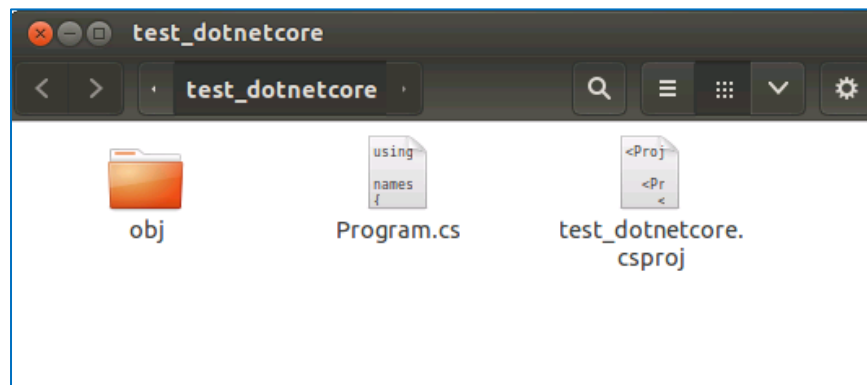 test_dotnetcore
test_dotnetcore
using
names
{
<Proj
<Pr
<
obj
Program.cs
test_dotnetcore.
csproj